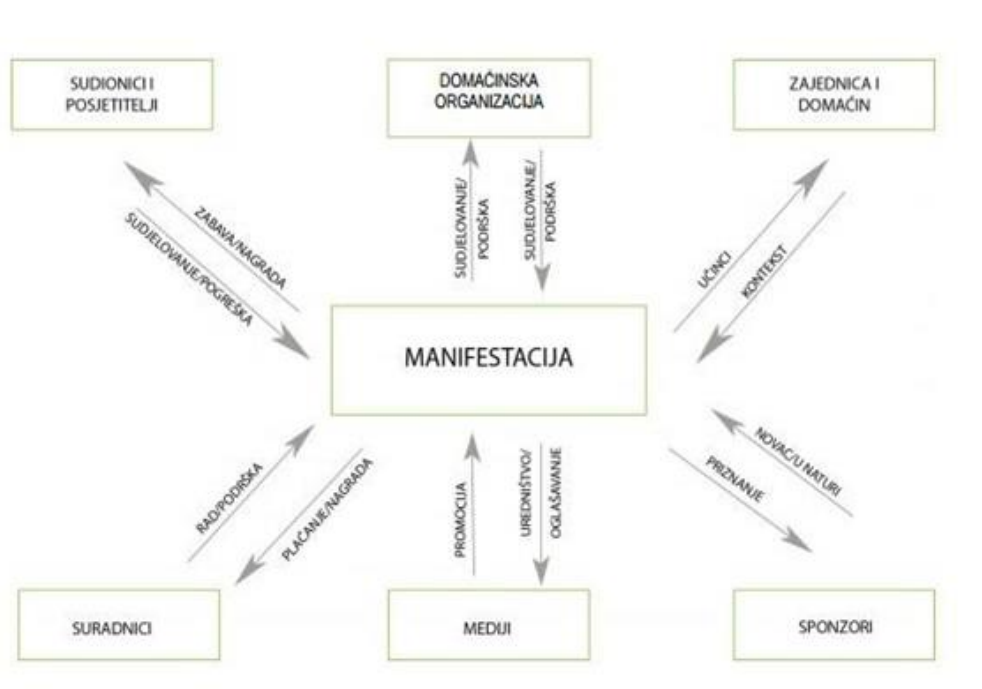 SUDIONICI I
POSJETITELJI
DOMAĆINSKA
ORGANIZACIJA
ZAJEDNICA I
DOMAĆIN
ZABAVA/NAGRADA
SUDJELOVANJE/POGREŠKA
SUDJELOVANJE/
PODRŠKA
SUDJELOVANJE/
PODRŠKA
UČINCI
KONTEKST
MANIFESTACIJA
RAD/PODRŠKA
PLAĆANJE/NAGRADA
PROMOCIJA
UREDNIŠTVO/
OGLAŠAVANJE
PRIZNANJE
NOVAC/U NATURI
SURADNICI
MEDIJI
SPONZORI